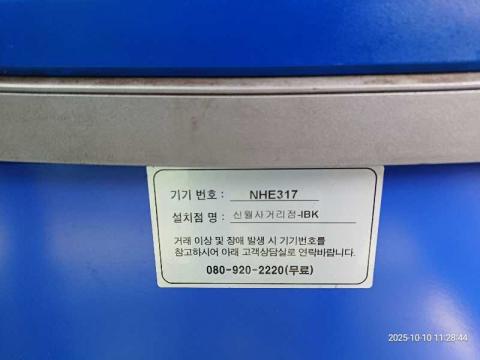 기기 번호 : NHE317
설치점 명 : 신월사거리점-IBK
거래 이상 및 장애 발생 시 기기번호를
참고하시어 아래 고객상담실로 연락바랍니다.
080-920-2220(무료)
2025-10-10 11:28:44